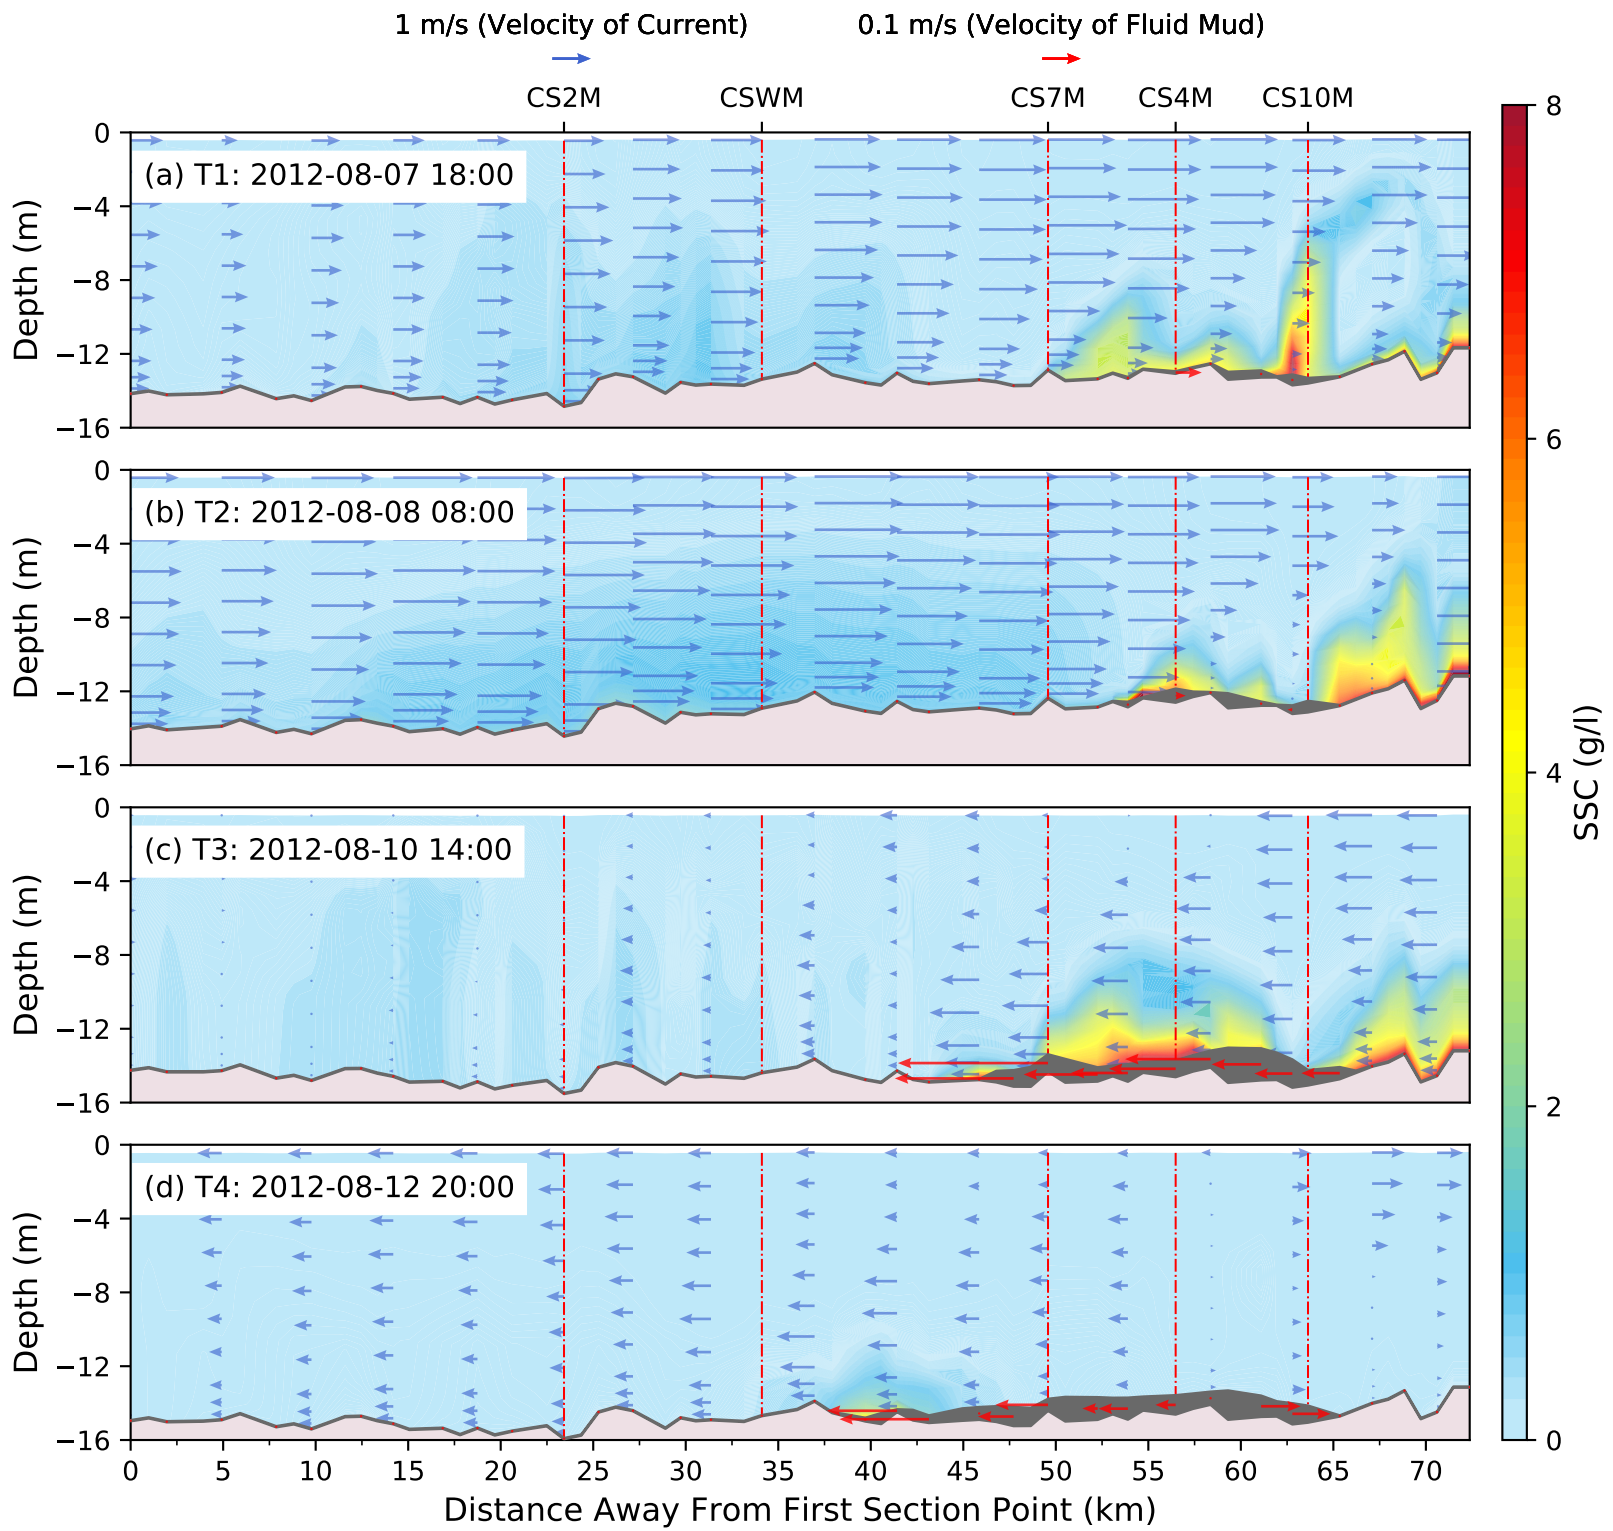 1 m/s (Velocity of Current) 0.1 m/s (Velocity of Fluid Mud)
CS2M CSWM CS7M CS4M CS10M
(a) T1: 2012-08-07 18:00
0
−4
−8
−12
−16
Depth (m)
(b) T2: 2012-08-08 08:00
0
−4
−8
−12
−16
Depth (m)
(c) T3: 2012-08-10 14:00
0
−4
−8
−12
−16
Depth (m)
(d) T4: 2012-08-12 20:00
0
−4
−8
−12
−16
Depth (m)
0 5 10 15 20 25 30 35 40 45 50 55 60 65 70
Distance Away From First Section Point (km)
8
6
4
2
0
SSC (g/l)